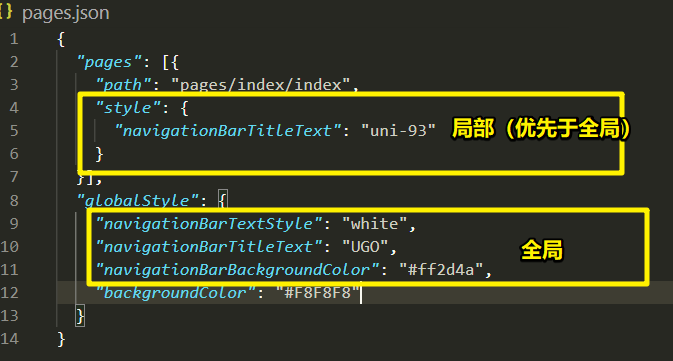 pages.json
1 {
2 "pages": [{
3 "path": "pages/index/index",
4 "style": {
5 "navigationBarTitleText": "uni-93" 局部（优先于全局）
6 }
7 }],
8 "globalStyle": {
9 "navigationBarTextStyle": "white",
10 "navigationBarTitleText": "UGO", 全局
11 "navigationBarBackgroundColor": "#ff2d4a",
12 "backgroundColor": "#F8F8F8"
13 }
14 }